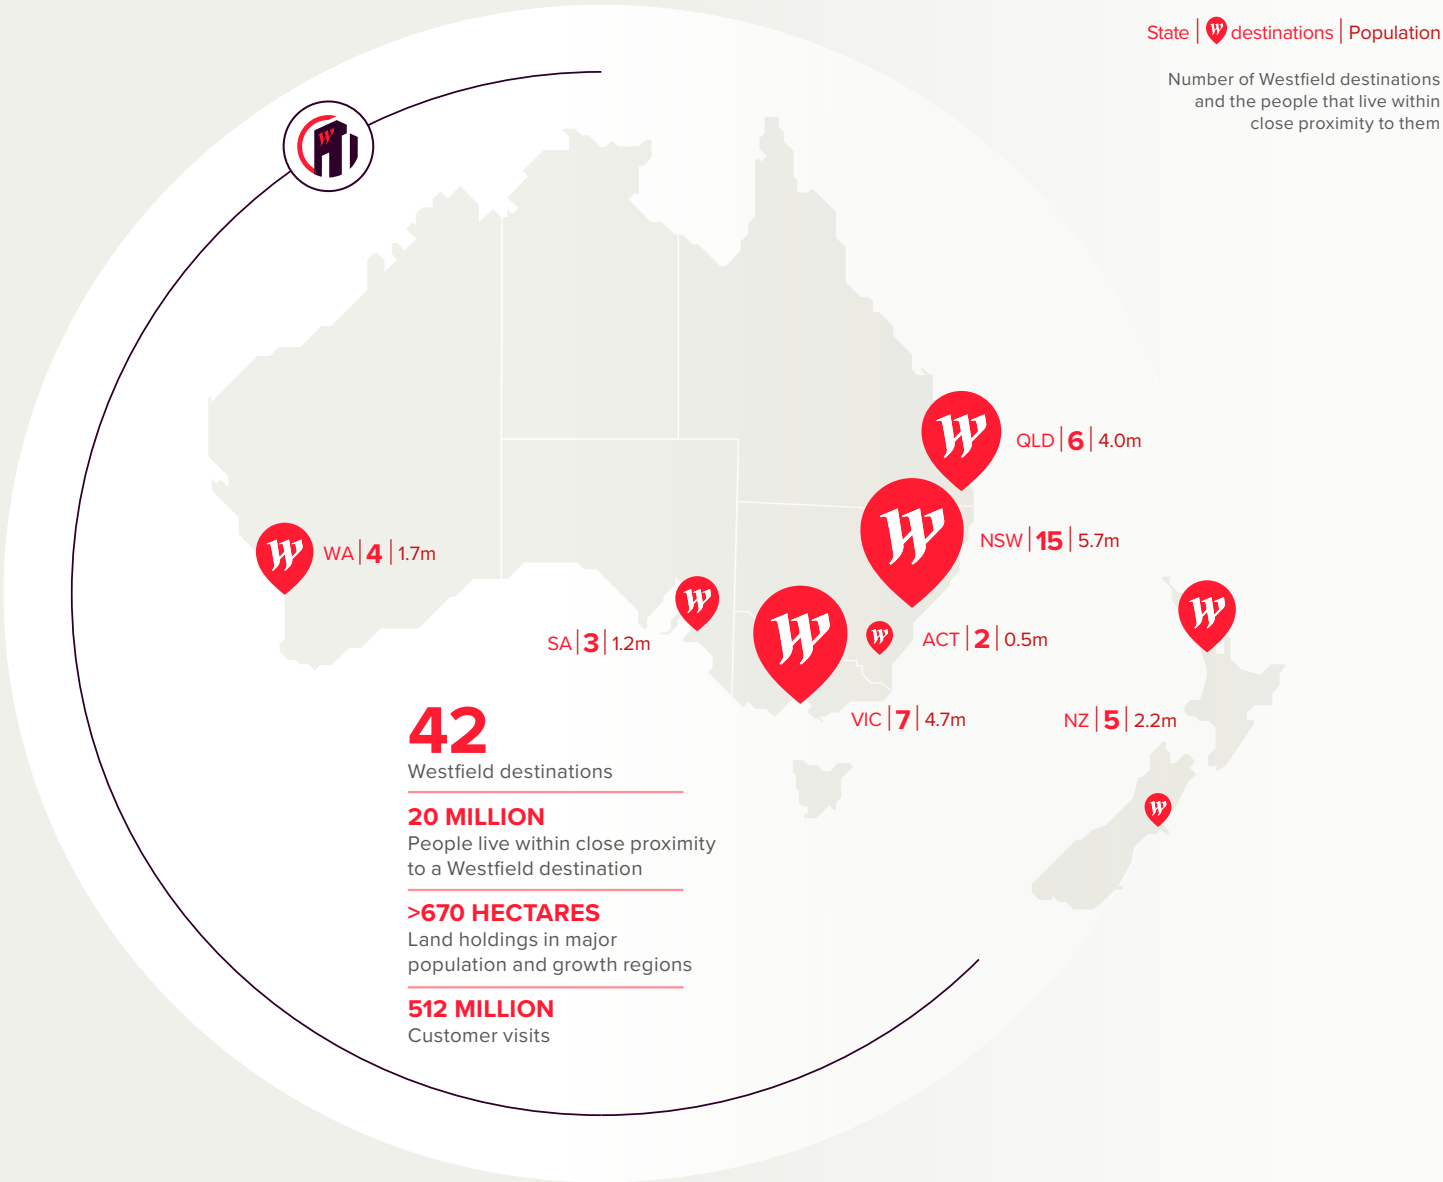 State | destinations | Population
Number of Westfield destinations
and the people that live within
close proximity to them
QLD | 6 | 4.0m
NSW | 15 | 5.7m
WA | 4 | 1.7m
SA | 3 | 1.2m
ACT | 2 | 0.5m
VIC | 7 | 4.7m
NZ | 5 | 2.2m
42
Westfield destinations
20 MILLION
People live within close proximity
to a Westfield destination
>670 HECTARES
Land holdings in major
population and growth regions
512 MILLION
Customer visits